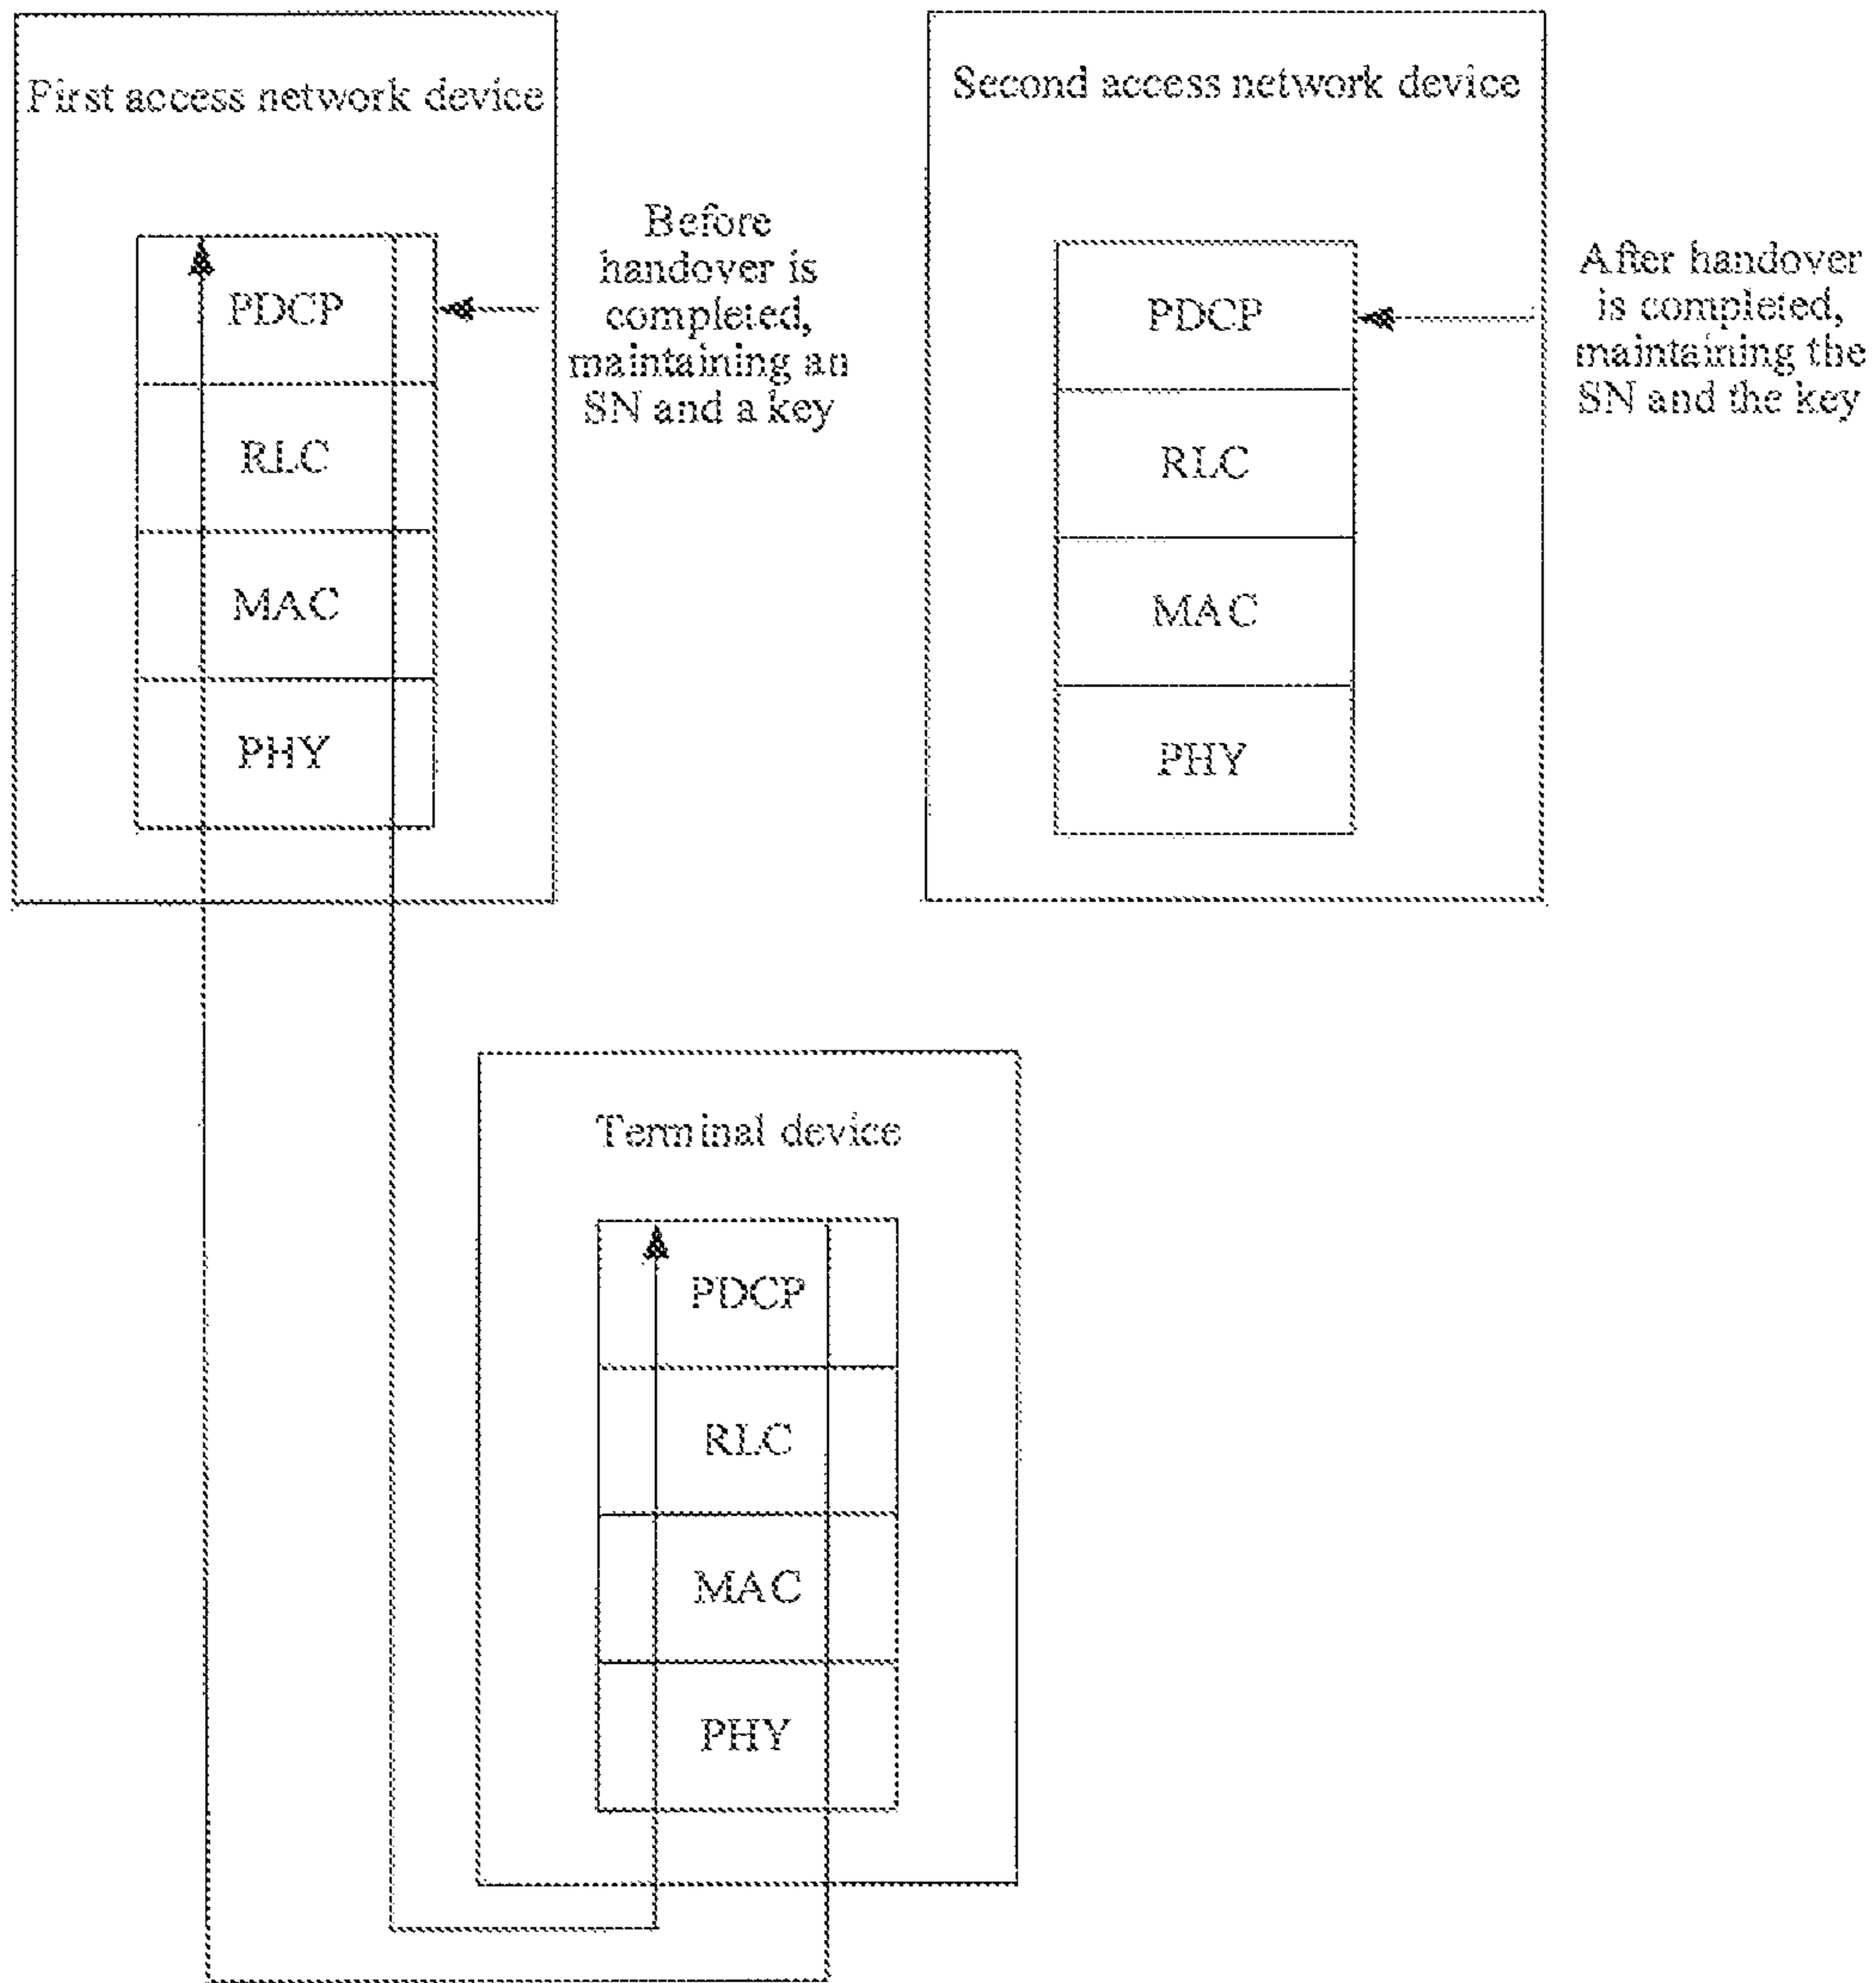 First access network device
Second access network device
Before
handover is
completed,
maintaining an
SN and a key
After handover
is completed,
maintaining the
SN and the key
PDCP
RLC
MAC
PHY
PDCP
RLC
MAC
PHY
Terminal device
PDCP
RLC
MAC
PHY